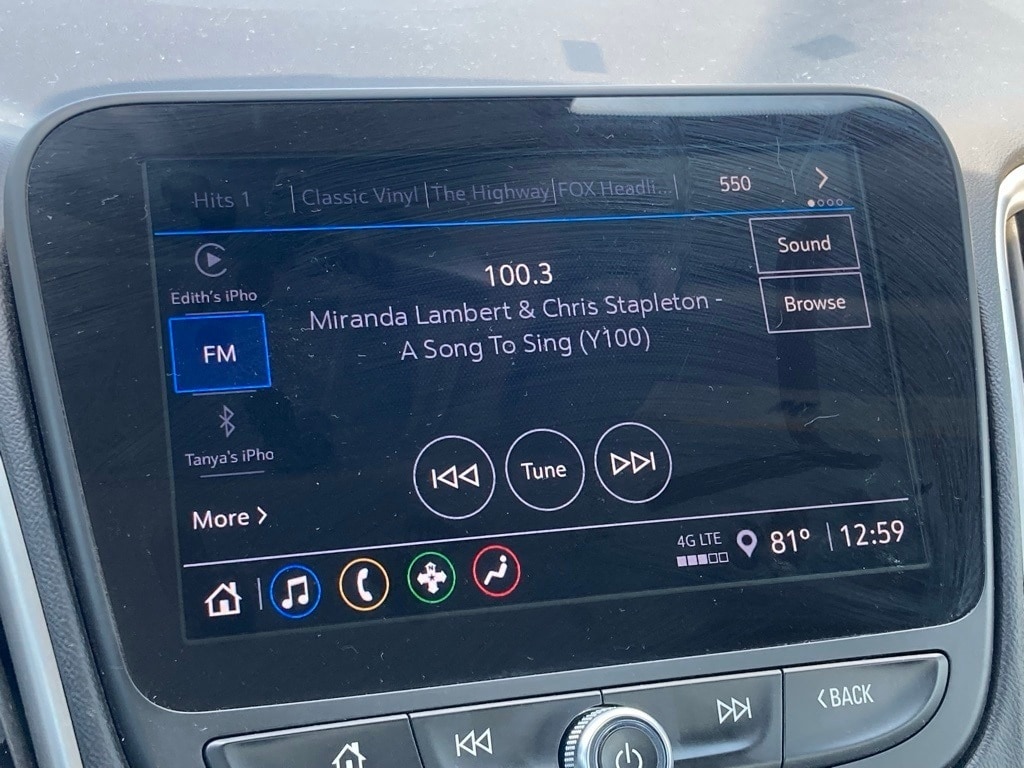 Hits 1 | Classic Vinyl | The Highway | FOX Headli... | 550
Edith's iPho
FM
Tanya's iPho
More >
100.3
Miranda Lambert & Chris Stapleton -
A Song To Sing (Y100)
Sound
Browse
Tune
4G LTE
81° | 12:59
<BACK